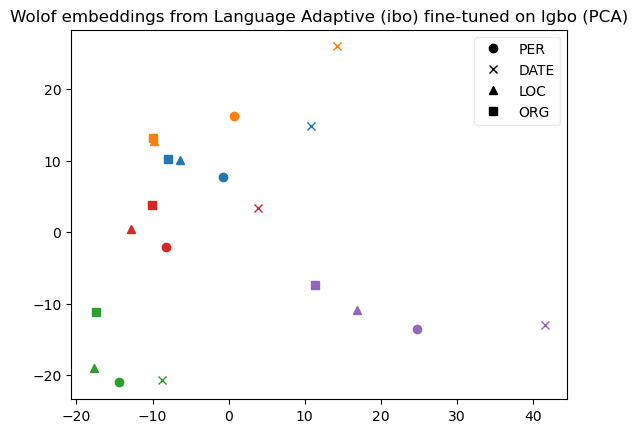 Wolof embeddings from Language Adaptive (ibo) fine-tuned on Igbo (PCA)
PER
DATE
LOC
ORG
20
10
0
−10
−20
−20
−10
0
10
20
30
40